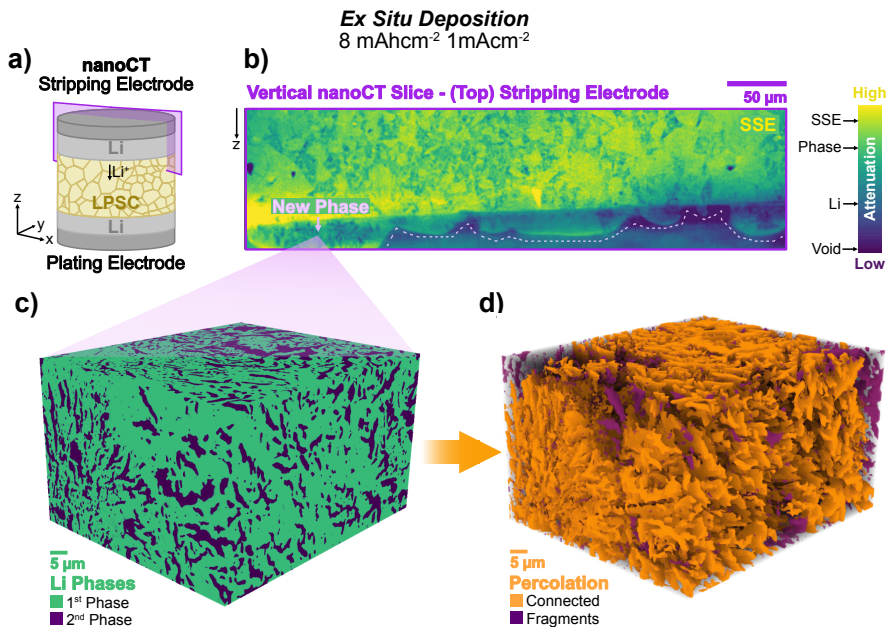 Ex Situ Deposition
8 mAhcm-2 1mAcm-2
a)
nanoCT
Stripping Electrode
Li
Li+
LPSC
Li
z
y
x
Plating Electrode
b)
Vertical nanoCT Slice - (Top) Stripping Electrode
50 µm
z
SSE
New Phase
High
SSE
Phase
Li
Void
Attenuation
Low
c)
5 µm
Li Phases
1st Phase
2nd Phase
d)
5 µm
Percolation
Connected
Fragments